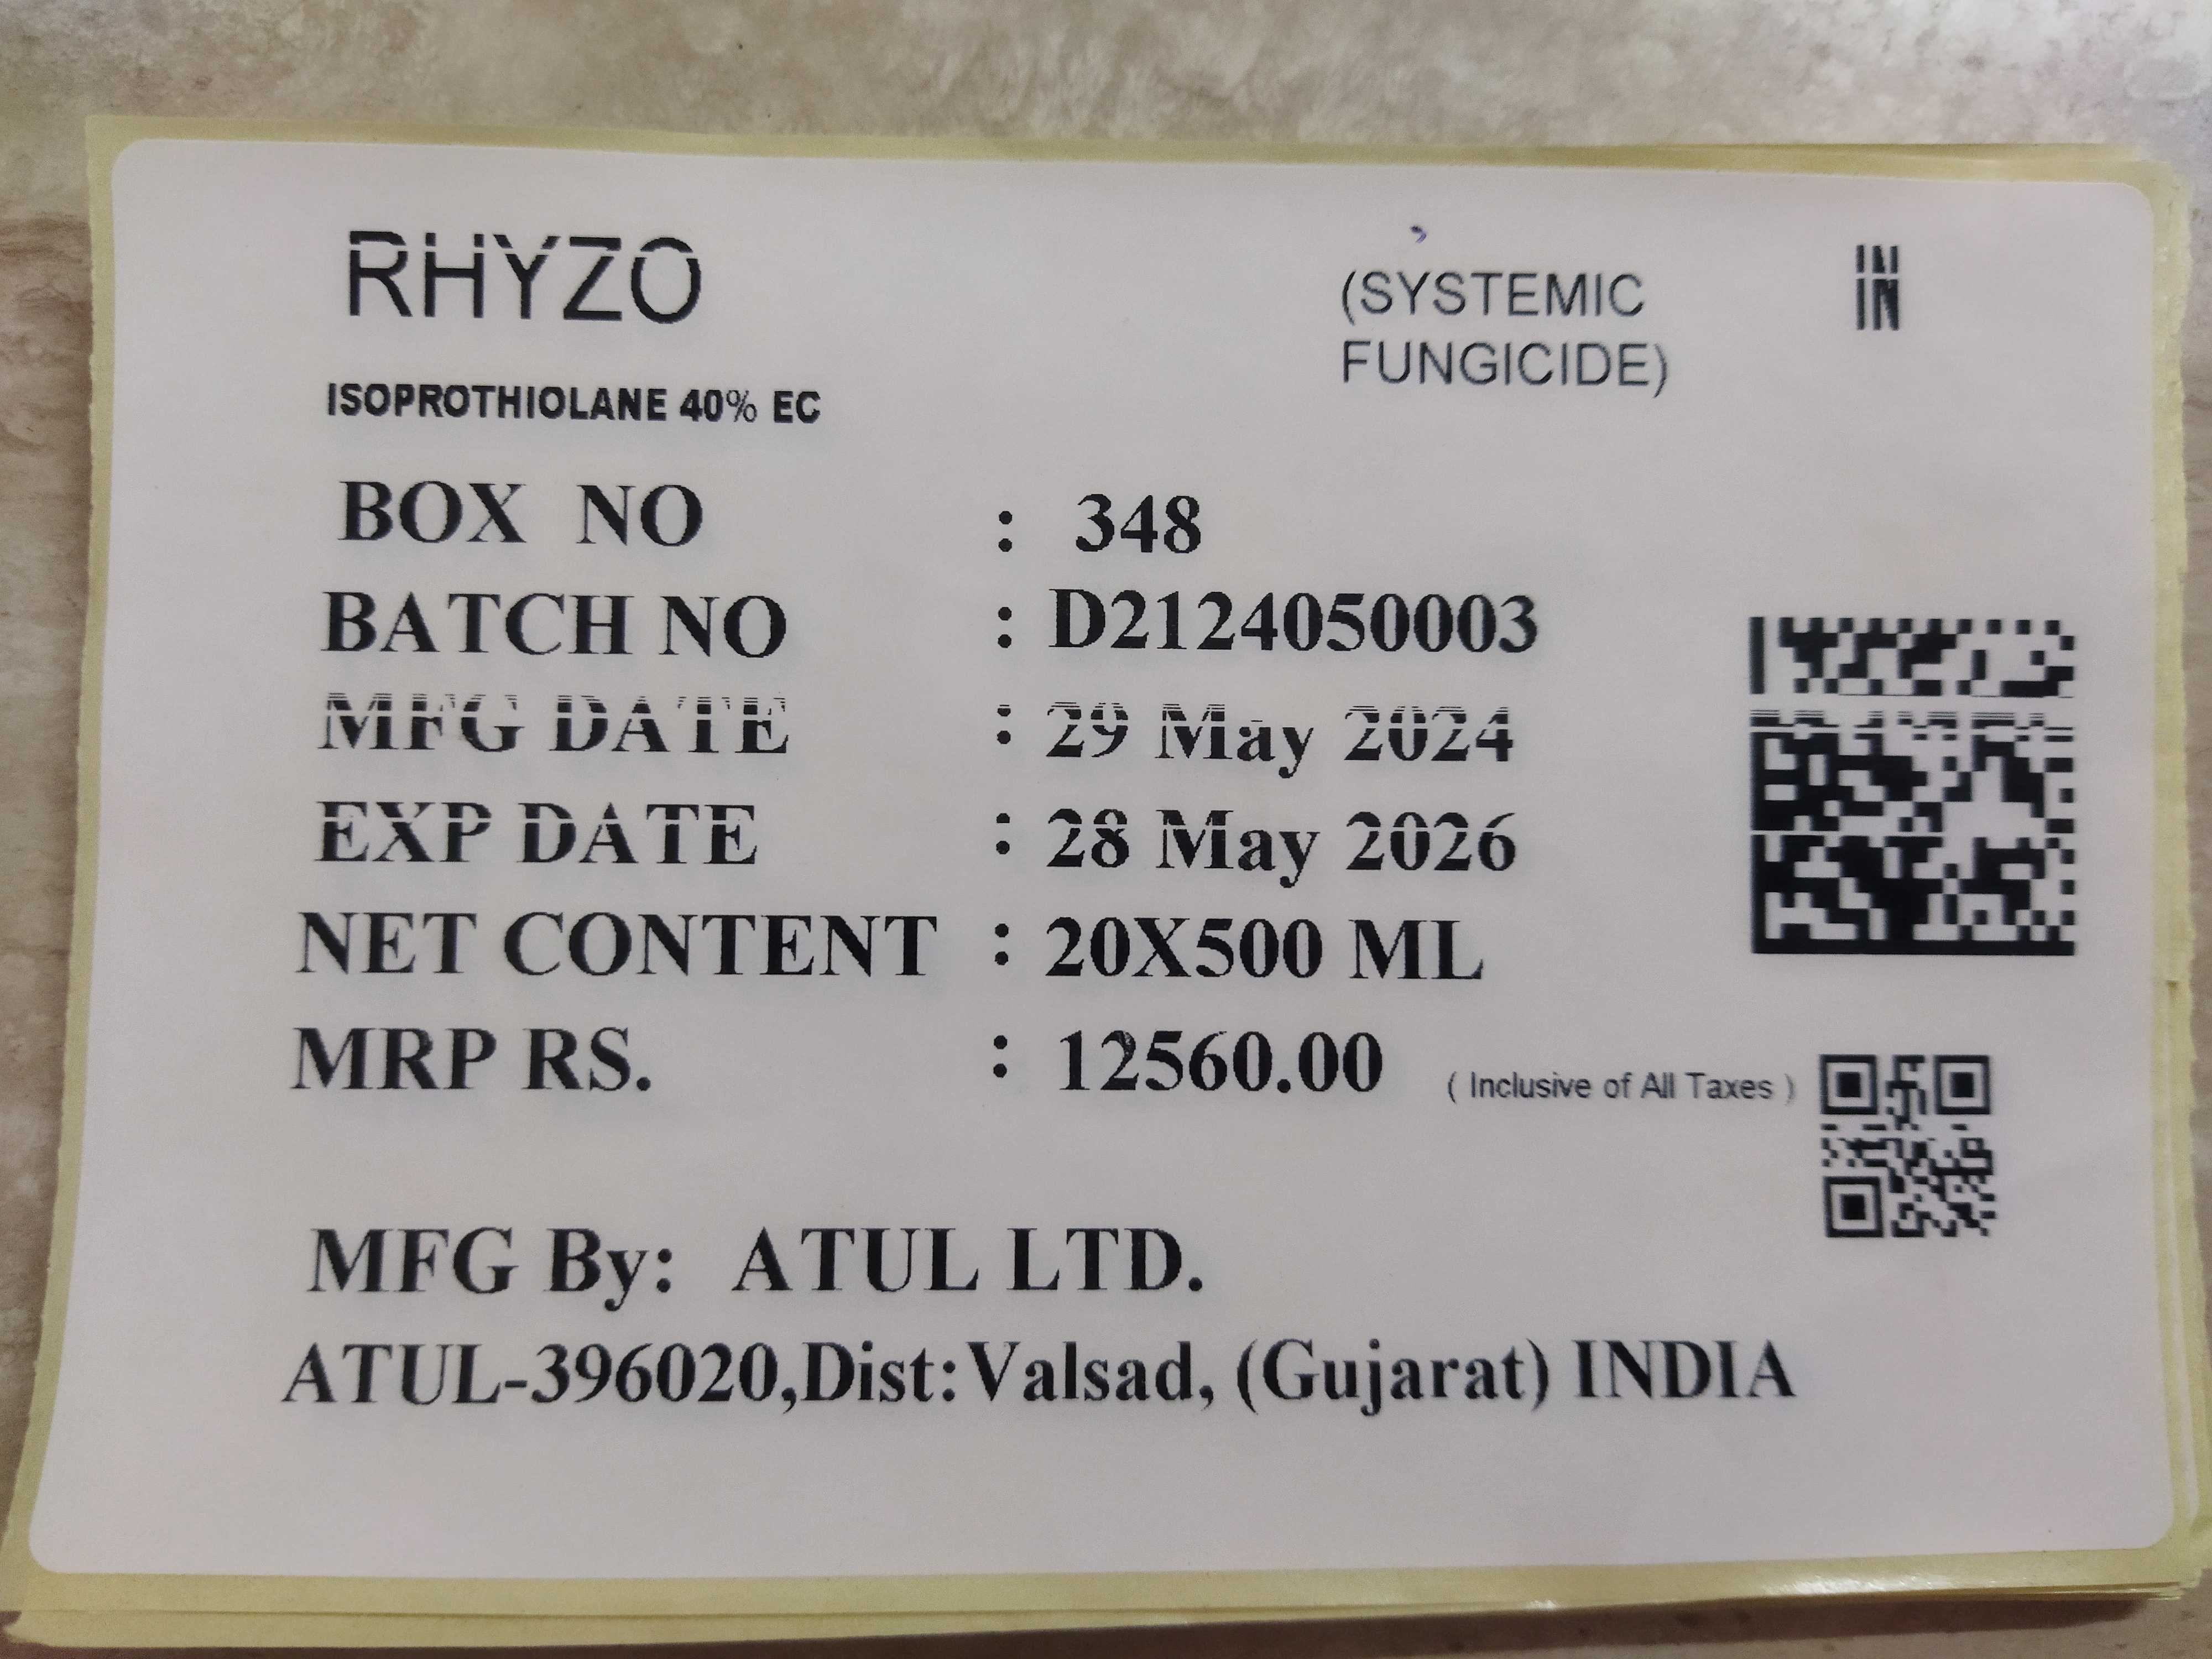 RHYZO
(SYSTEMIC
FUNGICIDE)
IN
IN
ISOPROTHIOLANE 40% EC
BOX NO : 348
BATCH NO : D2124050003
MFG DATE : 29 May 2024
EXP DATE : 28 May 2026
NET CONTENT : 20X500 ML
MRP RS. : 12560.00 ( Inclusive of All Taxes )
MFG By: ATUL LTD.
ATUL-396020,Dist:Valsad, (Gujarat) INDIA